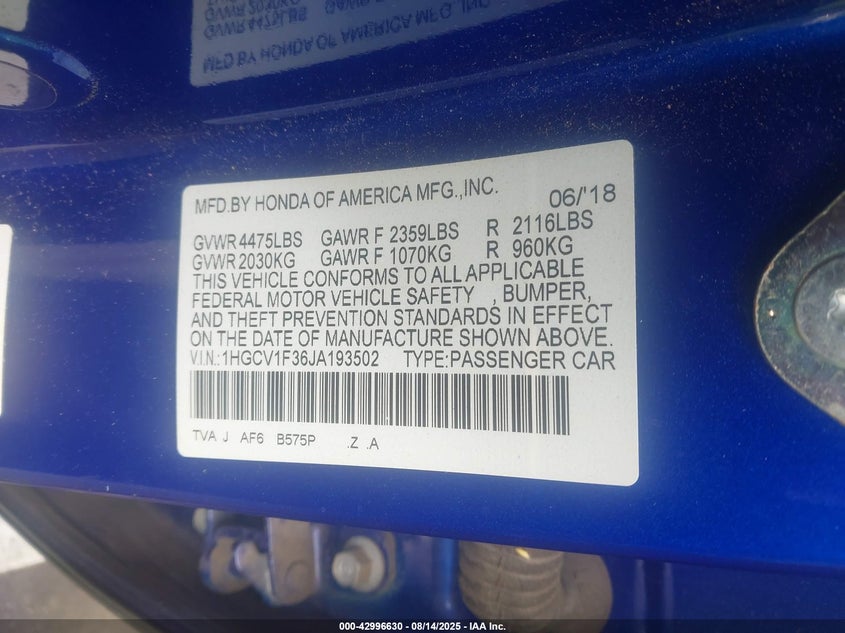 MFD.BY HONDA OF AMERICA MFG.,INC. 06/'18
GVWR 4475LBS GAWR F 2359LBS R 2116LBS
GVWR 2030KG GAWR F 1070KG R 960KG
THIS VEHICLE CONFORMS TO ALL APPLICABLE
FEDERAL MOTOR VEHICLE SAFETY , BUMPER,
AND THEFT PREVENTION STANDARDS IN EFFECT
ON THE DATE OF MANUFACTURE SHOWN ABOVE.
V.I.N.:1HGCV1F36JA193502 TYPE:PASSENGER CAR
TVA J AF6 B575P .Z .A
000-42996630 - 08/14/2025 - IAA Inc.